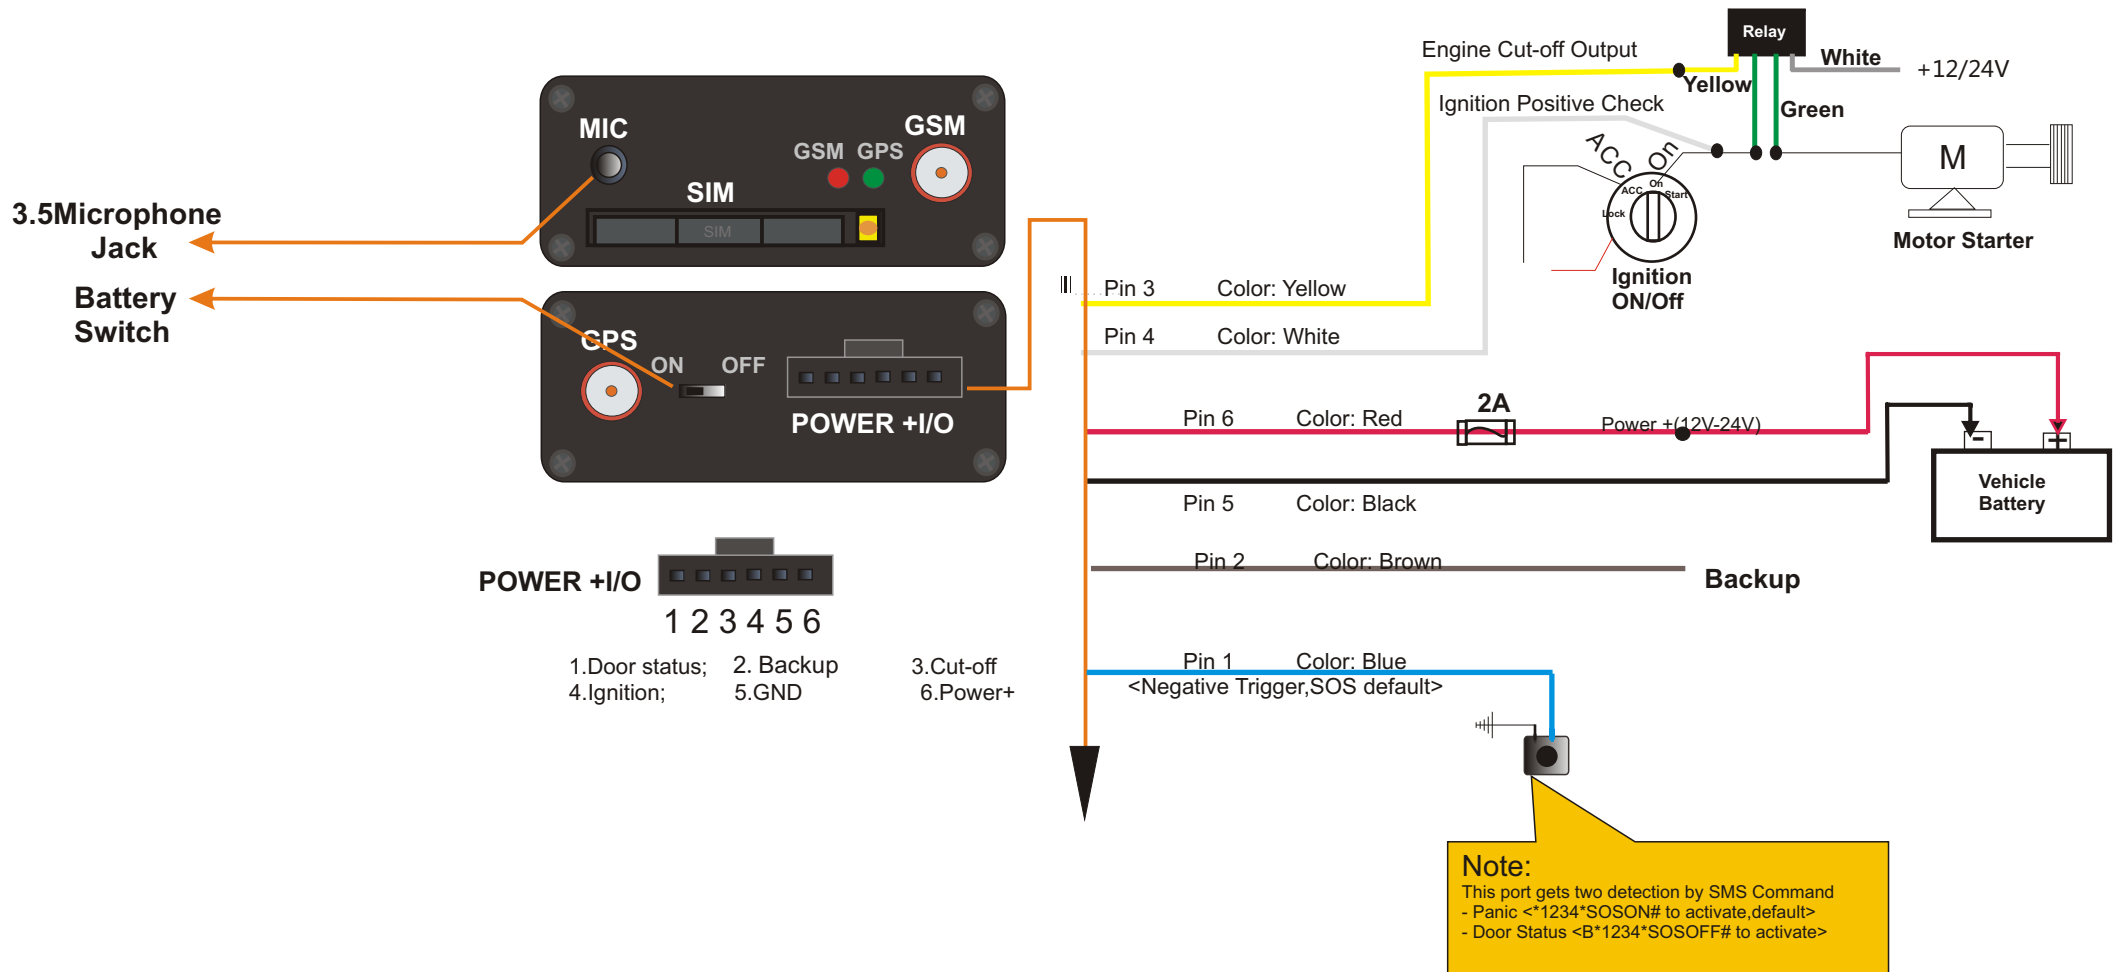 Relay
Engine Cut-off Output
White
+12/24V
Yellow
Ignition Positive Check
Green
MIC
GSM
GSM GPS
ACC
On
M
SIM
SIM
ACC
On
Start
Lock
3.5Microphone
Jack
Motor Starter
Ignition
ON/Off
Battery
Switch
Pin 3 Color: Yellow
GPS
Pin 4 Color: White
ON OFF
POWER +I/O
Pin 6 Color: Red
2A
Power +(12V-24V)
- +
Vehicle
Battery
Pin 5 Color: Black
Pin 2 Color: Brown
Backup
POWER +I/O
1 2 3 4 5 6
1.Door status; 2. Backup 3.Cut-off
4.Ignition; 5.GND 6.Power+
Pin 1 Color: Blue
<Negative Trigger,SOS default>
Note:
This port gets two detection by SMS Command
- Panic <*1234*SOSON# to activate,default>
- Door Status <B*1234*SOSOFF# to activate>